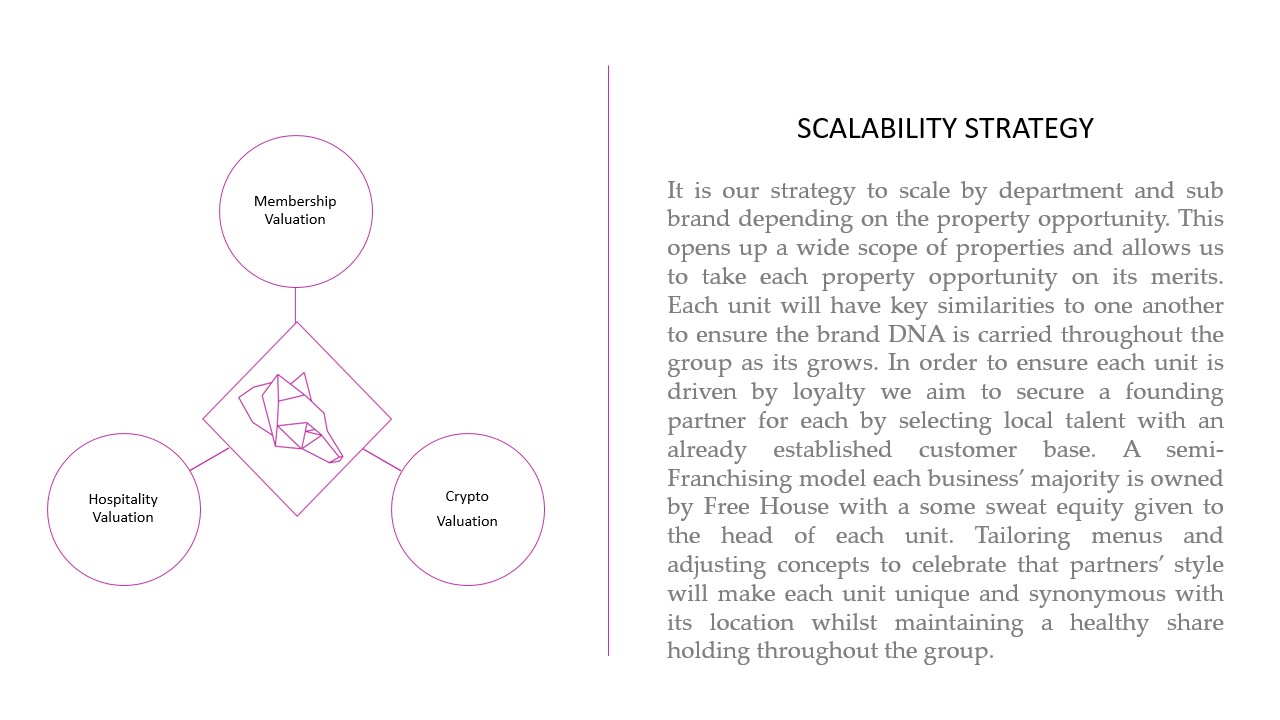 Membership
Valuation
Hospitality
Valuation
Crypto
Valuation
SCALABILITY STRATEGY
It is our strategy to scale by department and sub
brand depending on the property opportunity. This
opens up a wide scope of properties and allows us
to take each property opportunity on its merits.
Each unit will have key similarities to one another
to ensure the brand DNA is carried throughout the
group as its grows. In order to ensure each unit is
driven by loyalty we aim to secure a founding
partner for each by selecting local talent with an
already established customer base. A semi-
Franchising model each business’ majority is owned
by Free House with a some sweat equity given to
the head of each unit. Tailoring menus and
adjusting concepts to celebrate that partners’ style
will make each unit unique and synonymous with
its location whilst maintaining a healthy share
holding throughout the group.